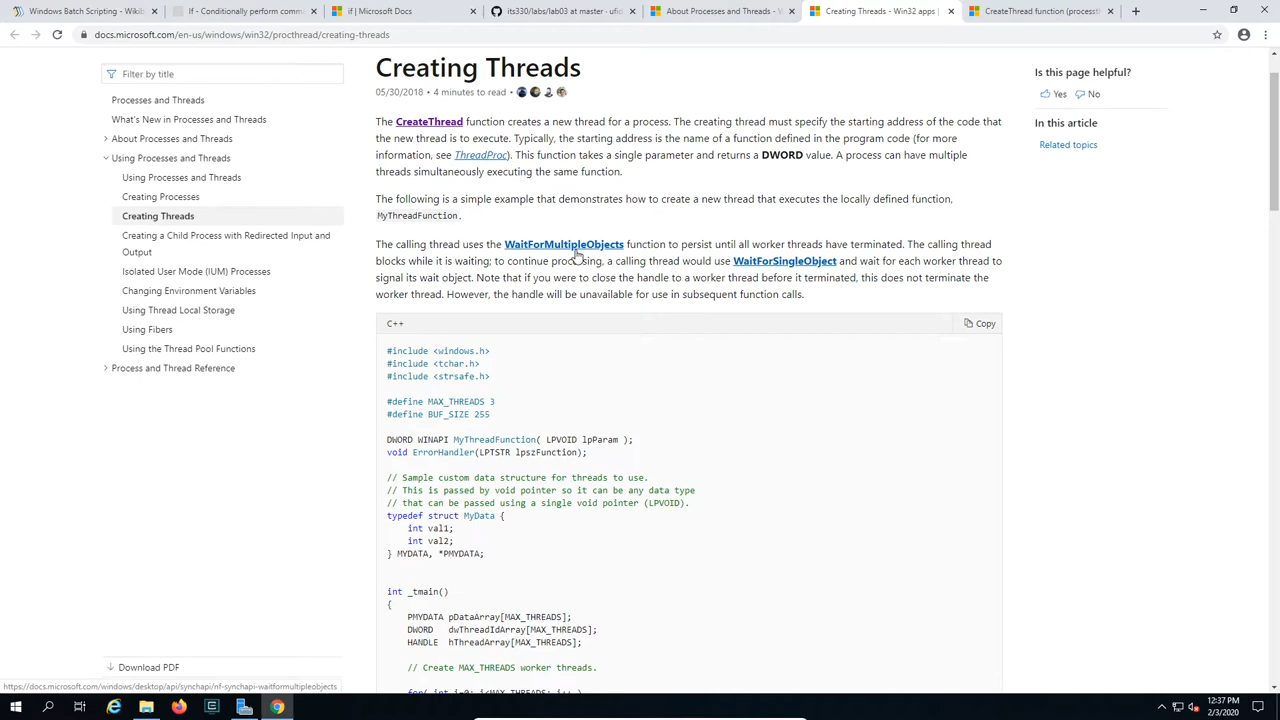 Windows Batch Scripting - Wikib
If - Conditionally perform comm
if | Microsoft Docs
its330/labs/lab03 at master · ufio
About Processes and Threads - W
Creating Threads - Win32 apps |
CreateThread function (processth
docs.microsoft.com/en-us/windows/win32/procthread/creating-threads
Filter by title
Processes and Threads
What's New in Processes and Threads
About Processes and Threads
Using Processes and Threads
Using Processes and Threads
Creating Processes
Creating Threads
Creating a Child Process with Redirected Input and
Output
Isolated User Mode (IUM) Processes
Changing Environment Variables
Using Thread Local Storage
Using Fibers
Using the Thread Pool Functions
Process and Thread Reference
Download PDF
Creating Threads
05/30/2018 • 4 minutes to read •
The CreateThread function creates a new thread for a process. The creating thread must specify the starting address of the code that
the new thread is to execute. Typically, the starting address is the name of a function defined in the program code (for more
information, see ThreadProc). This function takes a single parameter and returns a DWORD value. A process can have multiple
threads simultaneously executing the same function.
The following is a simple example that demonstrates how to create a new thread that executes the locally defined function,
MyThreadFunction.
The calling thread uses the WaitForMultipleObjects function to persist until all worker threads have terminated. The calling thread
blocks while it is waiting; to continue processing, a calling thread would use WaitForSingleObject and wait for each worker thread to
signal its wait object. Note that if you were to close the handle to a worker thread before it terminated, this does not terminate the
worker thread. However, the handle will be unavailable for use in subsequent function calls.
C++
Copy
#include <windows.h>
#include <tchar.h>
#include <strsafe.h>
#define MAX_THREADS 3
#define BUF_SIZE 255
DWORD WINAPI MyThreadFunction( LPVOID lpParam );
void ErrorHandler(LPTSTR lpszFunction);
// Sample custom data structure for threads to use.
// This is passed by void pointer so it can be any data type
// that can be passed using a single void pointer (LPVOID).
typedef struct MyData {
int val1;
int val2;
} MYDATA, *PMYDATA;
int _tmain()
{
PMYDATA pDataArray[MAX_THREADS];
DWORD dwThreadIdArray[MAX_THREADS];
HANDLE hThreadArray[MAX_THREADS];
// Create MAX_THREADS worker threads.
for( int i=0; i<MAX_THREADS; i++ )
Is this page helpful?
Yes No
In this article
Related topics
https://docs.microsoft.com/windows/desktop/api/synchapi/nf-synchapi-waitformultipleobjects
12:37 PM
2/3/2020